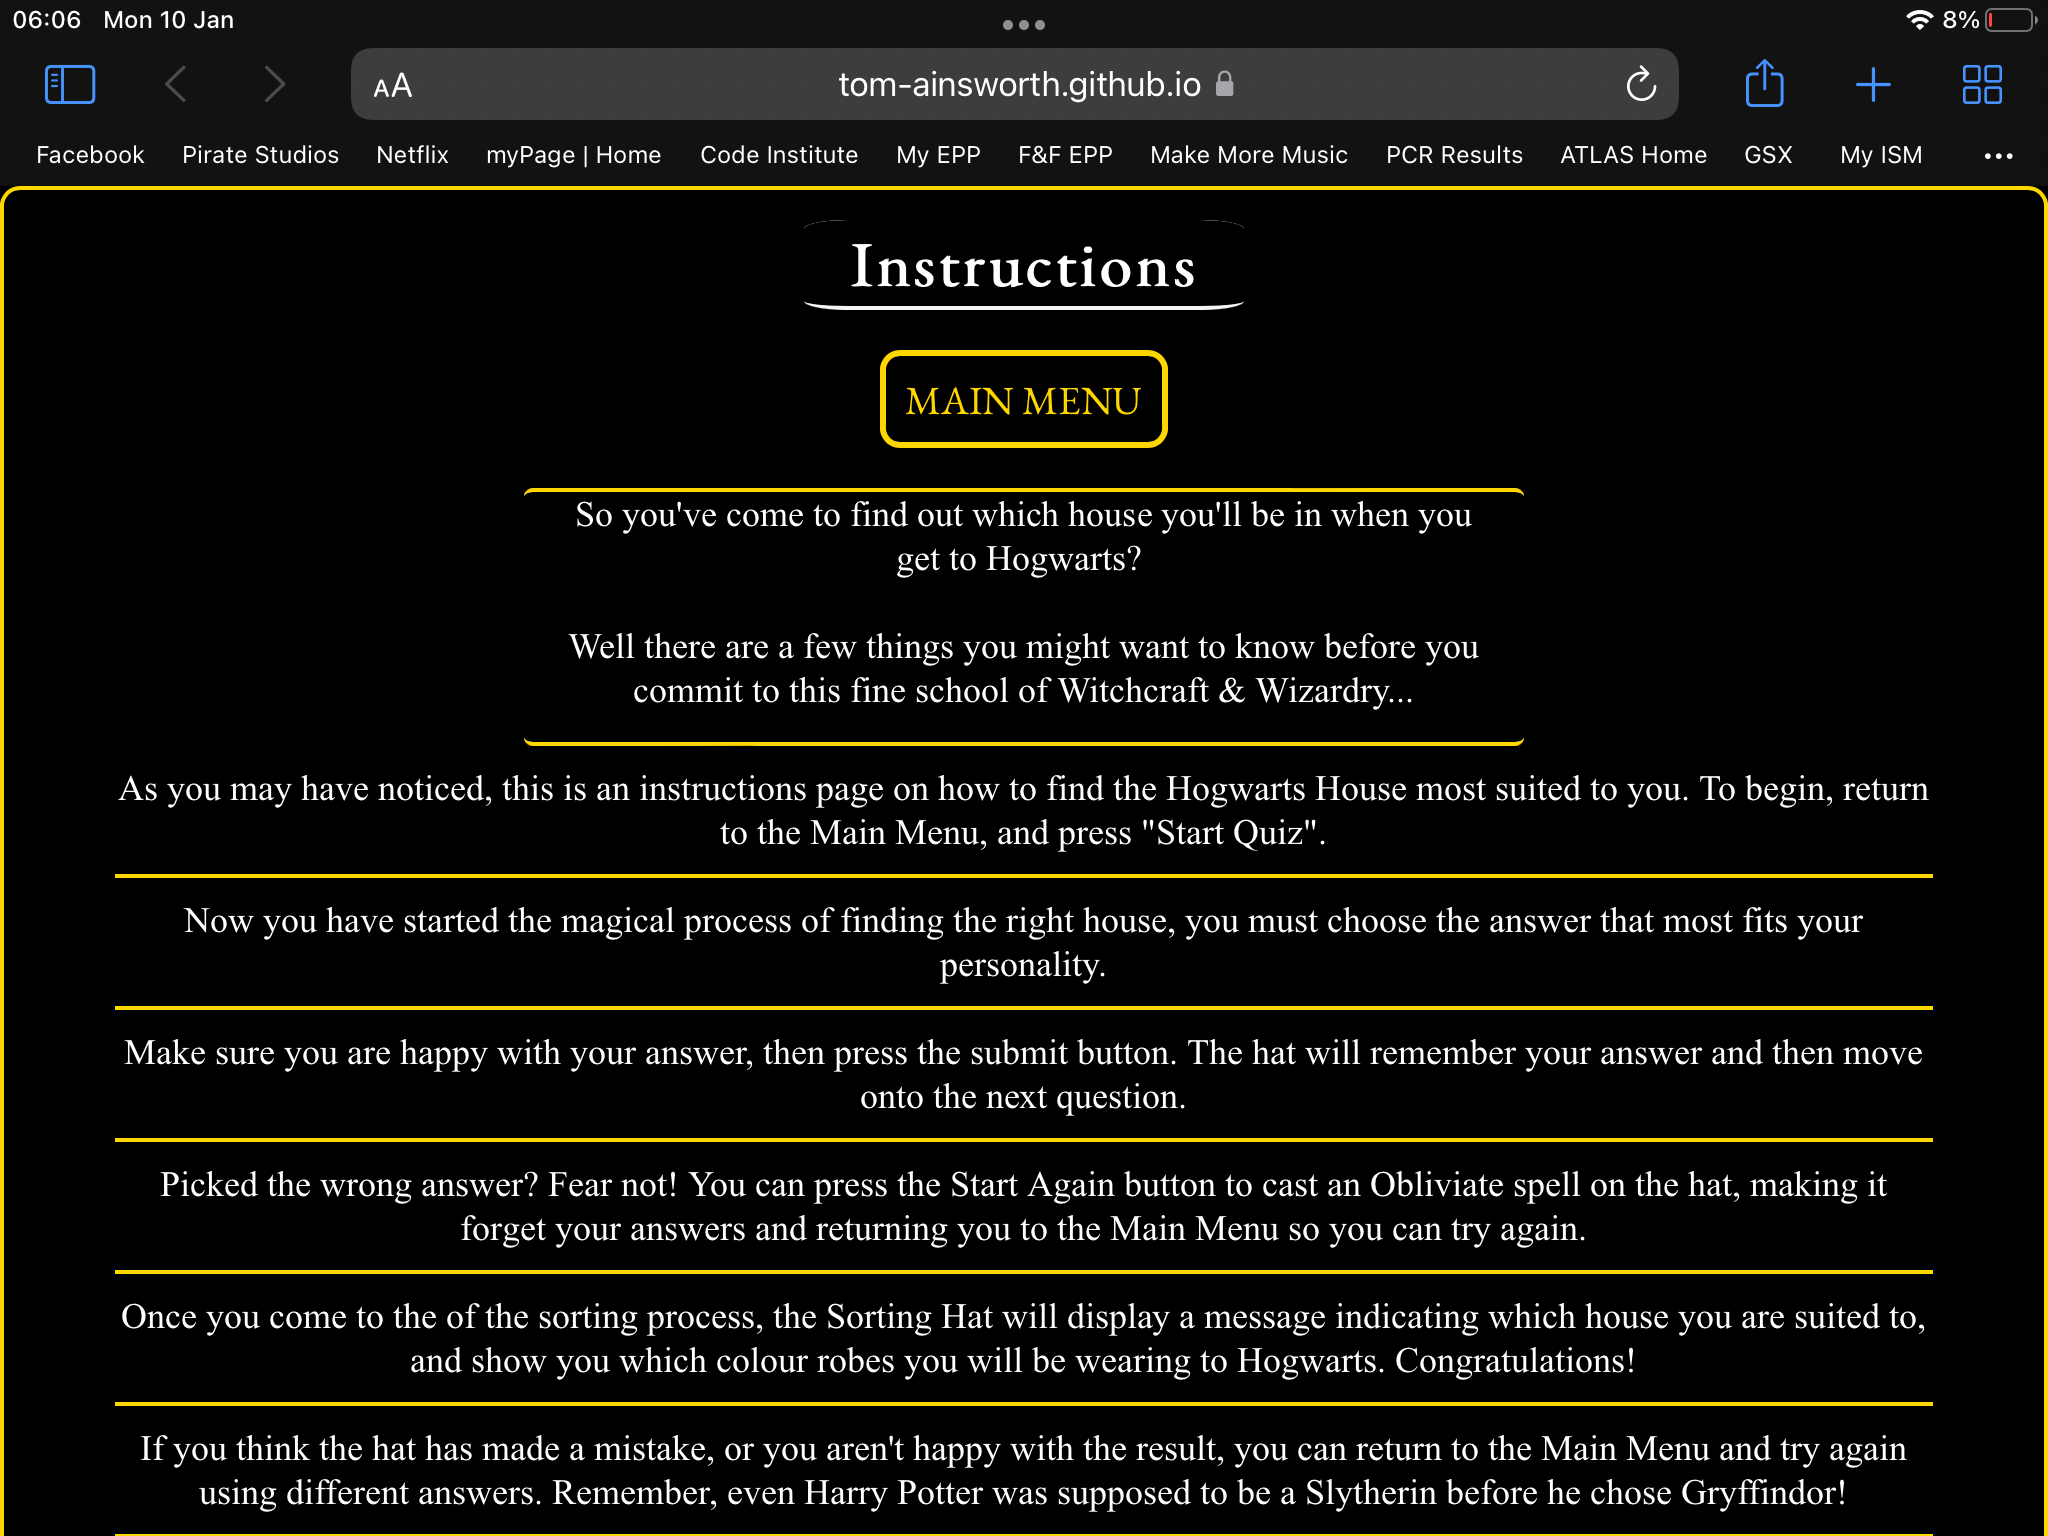 06:06 Mon 10 Jan
8%
AA tom-ainsworth.github.io
Facebook Pirate Studios Netflix myPage | Home Code Institute My EPP F&F EPP Make More Music PCR Results ATLAS Home GSX My ISM
Instructions
MAIN MENU
So you've come to find out which house you'll be in when you
get to Hogwarts?
Well there are a few things you might want to know before you
commit to this fine school of Witchcraft & Wizardry...
As you may have noticed, this is an instructions page on how to find the Hogwarts House most suited to you. To begin, return
to the Main Menu, and press "Start Quiz".
Now you have started the magical process of finding the right house, you must choose the answer that most fits your
personality.
Make sure you are happy with your answer, then press the submit button. The hat will remember your answer and then move
onto the next question.
Picked the wrong answer? Fear not! You can press the Start Again button to cast an Obliviate spell on the hat, making it
forget your answers and returning you to the Main Menu so you can try again.
Once you come to the of the sorting process, the Sorting Hat will display a message indicating which house you are suited to,
and show you which colour robes you will be wearing to Hogwarts. Congratulations!
If you think the hat has made a mistake, or you aren't happy with the result, you can return to the Main Menu and try again
using different answers. Remember, even Harry Potter was supposed to be a Slytherin before he chose Gryffindor!